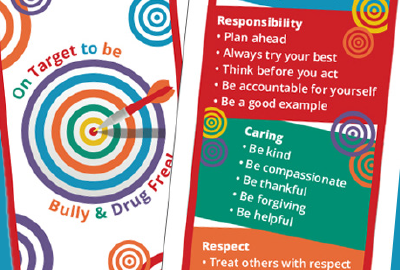 On Target to be
Bully & Drug Free!
Responsibility
• Plan ahead
• Always try your best
• Think before you act
• Be accountable for yourself
• Be a good example
Caring
• Be kind
• Be compassionate
• Be thankful
• Be forgiving
• Be helpful
Respect
• Treat others with respect